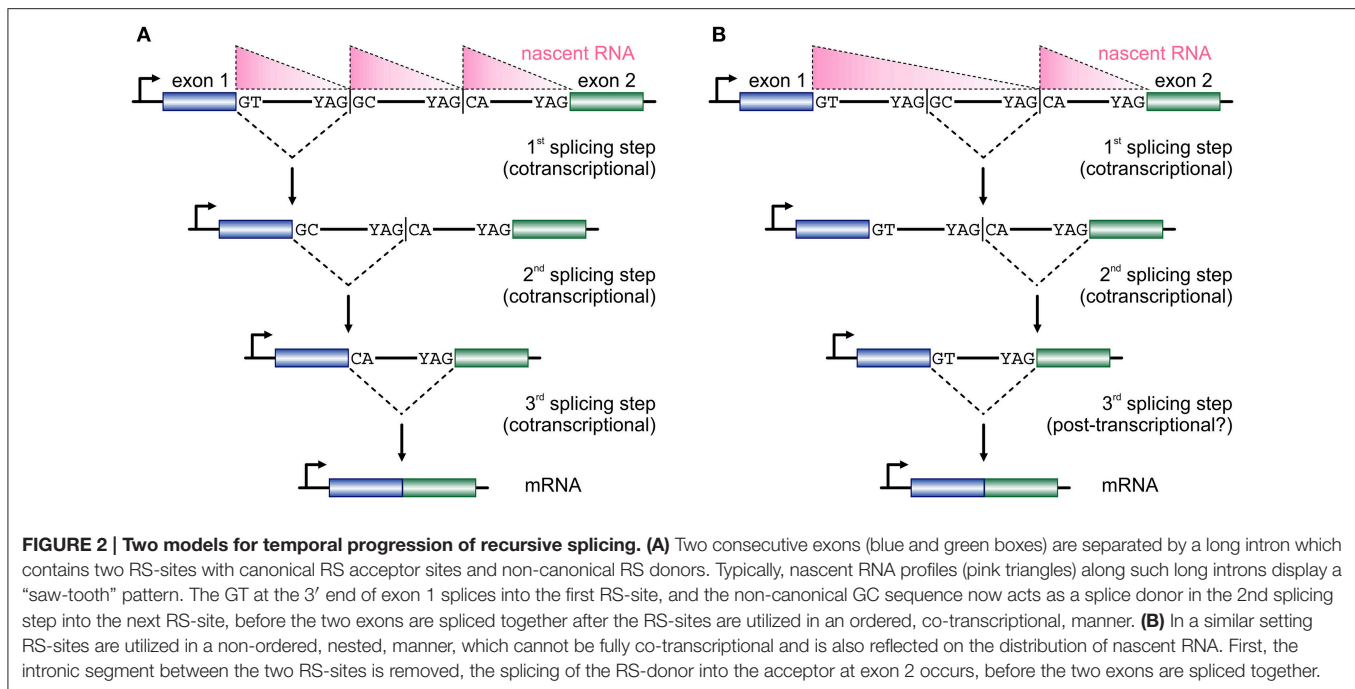 A
nascent RNA
exon 1
exon 2
GT YAG GC YAG CA YAG
1st splicing step
(cotranscriptional)
GC YAG CA YAG
2nd splicing step
(cotranscriptional)
CA YAG
3rd splicing step
(cotranscriptional)
mRNA
B
nascent RNA
exon 1
exon 2
GT YAG GC YAG CA YAG
1st splicing step
(cotranscriptional)
GT YAG CA YAG
2nd splicing step
(cotranscriptional)
GT YAG
3rd splicing step
(post-transcriptional?)
mRNA
FIGURE 2 | Two models for temporal progression of recursive splicing. (A) Two consecutive exons (blue and green boxes) are separated by a long intron which
contains two RS-sites with canonical RS acceptor sites and non-canonical RS donors. Typically, nascent RNA profiles (pink triangles) along such long introns display a
“saw-tooth” pattern. The GT at the 3′ end of exon 1 splices into the first RS-site, and the non-canonical GC sequence now acts as a splice donor in the 2nd splicing
step into the next RS-site, before the two exons are spliced together after the RS-sites are utilized in an ordered, co-transcriptional, manner. (B) In a similar setting
RS-sites are utilized in a non-ordered, nested, manner, which cannot be fully co-transcriptional and is also reflected on the distribution of nascent RNA. First, the
intronic segment between the two RS-sites is removed, the splicing of the RS-donor into the acceptor at exon 2 occurs, before the two exons are spliced together.